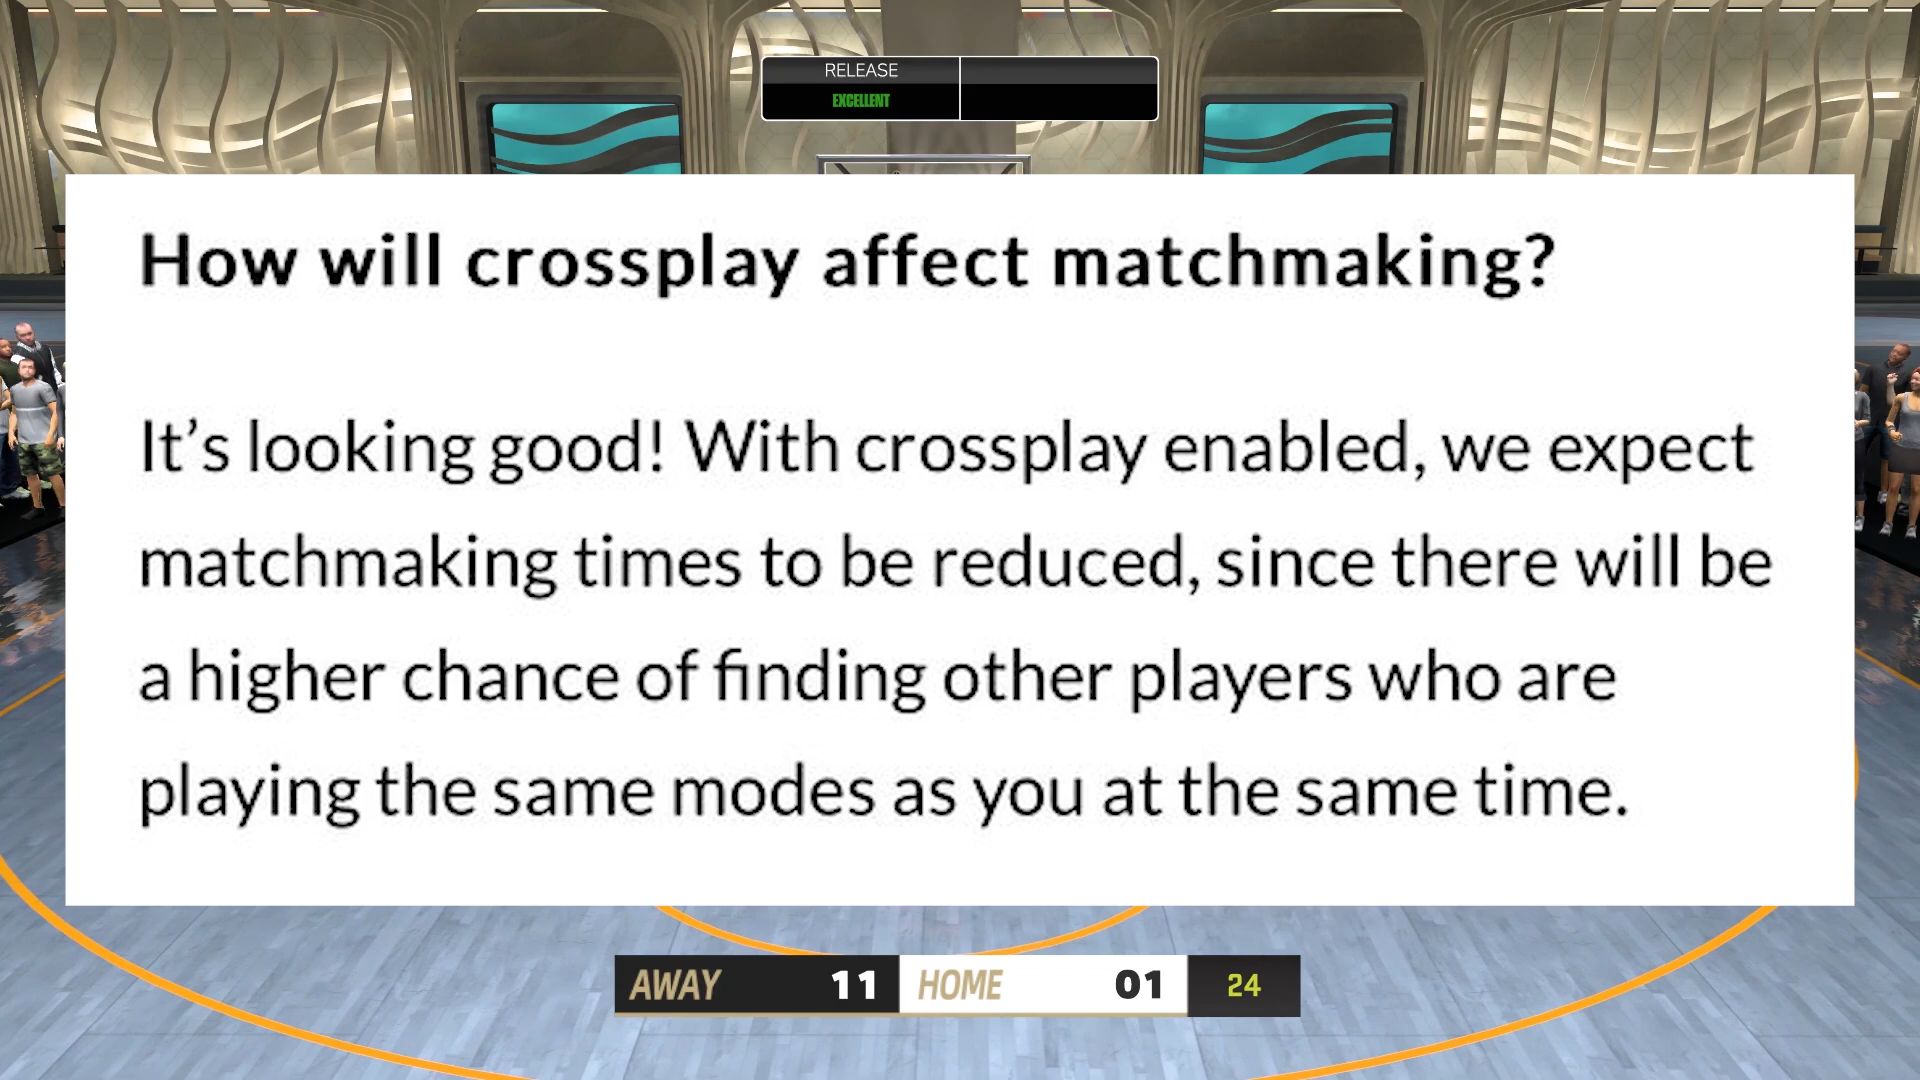 RELEASE
EXCELLENT
How will crossplay affect matchmaking?
It’s looking good! With crossplay enabled, we expect
matchmaking times to be reduced, since there will be
a higher chance of finding other players who are
playing the same modes as you at the same time.
AWAY 11 HOME 01 24